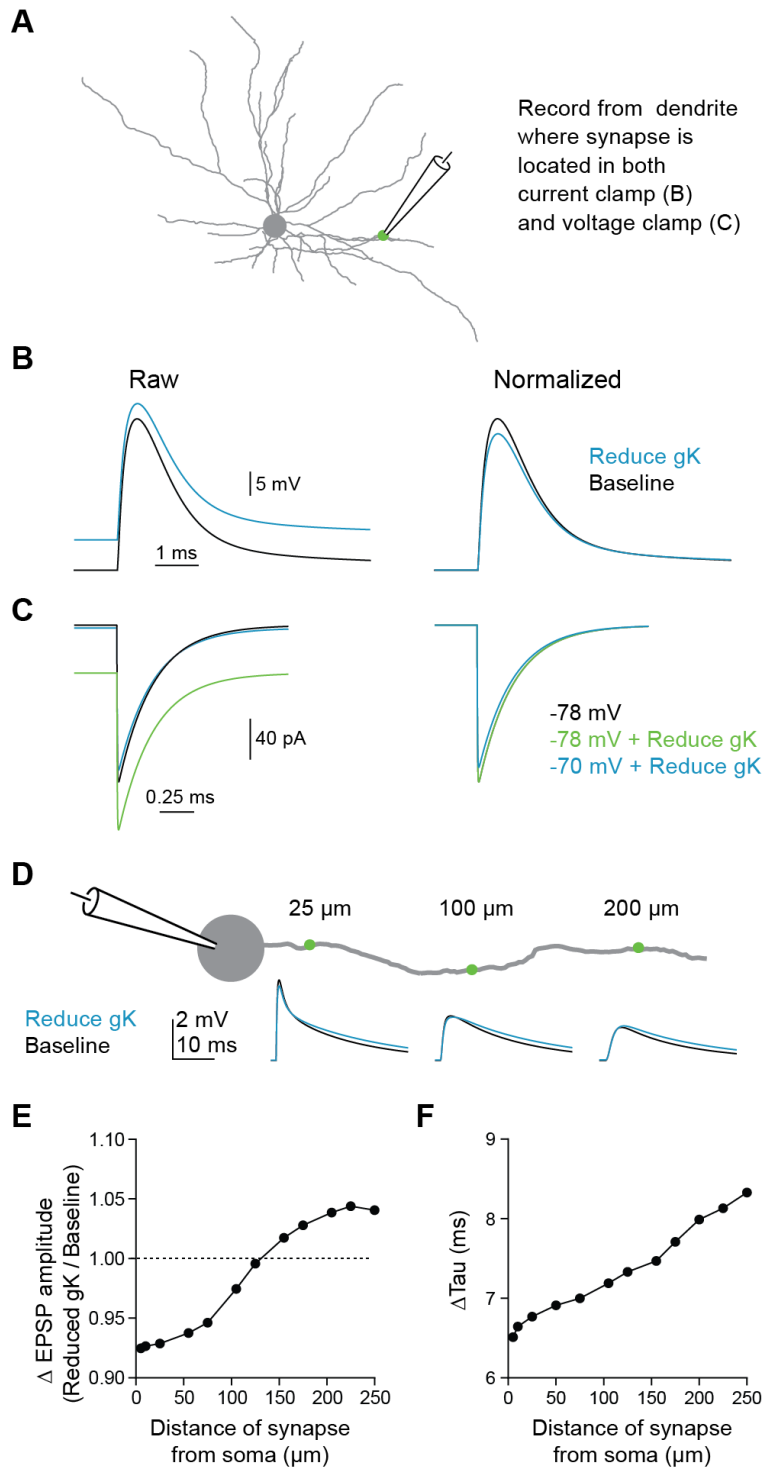 A
Record from dendrite
where synapse is
located in both
current clamp (B)
and voltage clamp (C)
B
Raw
Normalized
5 mV
1 ms
Reduce gK
Baseline
C
40 pA
0.25 ms
-78 mV
-78 mV + Reduce gK
-70 mV + Reduce gK
D
25 µm
100 µm
200 µm
Reduce gK
Baseline
2 mV
10 ms
E
Δ EPSP amplitude
(Reduced gK / Baseline)
1.10
1.05
1.00
0.95
0.90
0
50
100
150
200
250
Distance of synapse
from soma (µm)
F
ΔTau (ms)
9
8
7
6
0
50
100
150
200
250
Distance of synapse
from soma (µm)